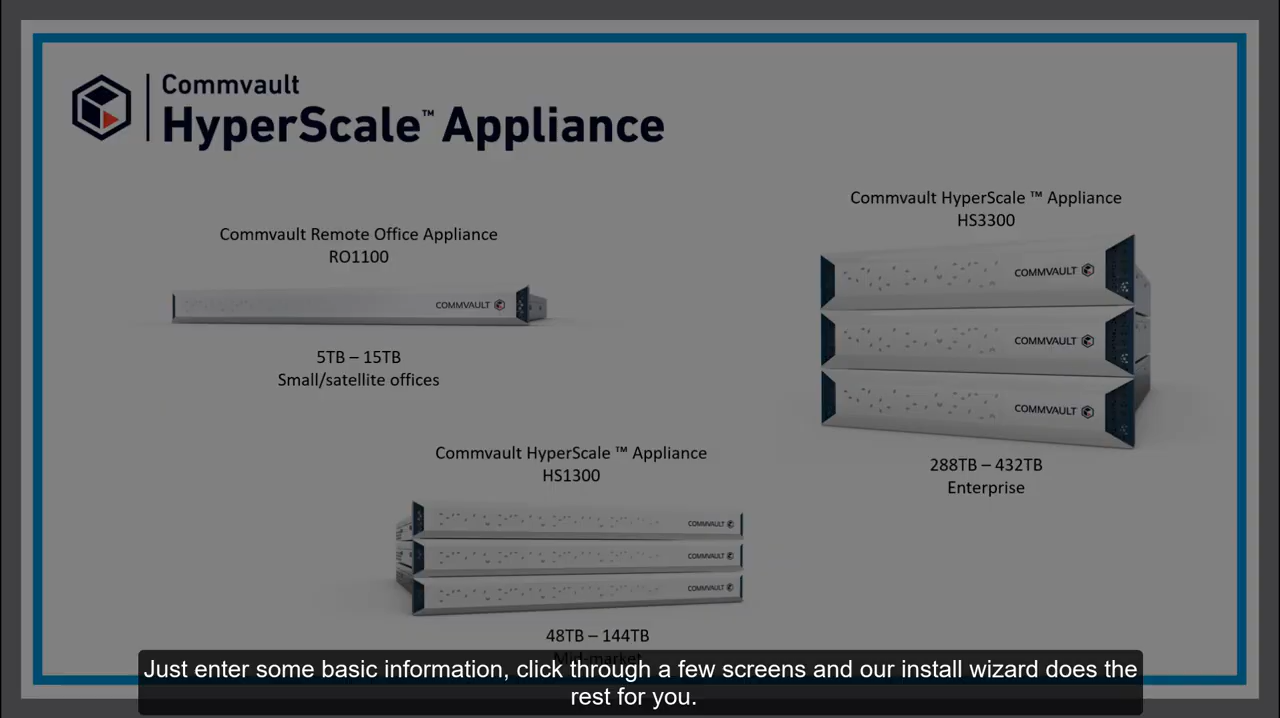 Commvault
HyperScale™ Appliance
Commvault Remote Office Appliance
RO1100
COMMVAULT
5TB – 15TB
Small/satellite offices
Commvault HyperScale ™ Appliance
HS3300
COMMVAULT
COMMVAULT
COMMVAULT
288TB – 432TB
Enterprise
Commvault HyperScale ™ Appliance
HS1300
COMMVAULT
COMMVAULT
COMMVAULT
48TB – 144TB
Mid-market
Just enter some basic information, click through a few screens and our install wizard does the
rest for you.